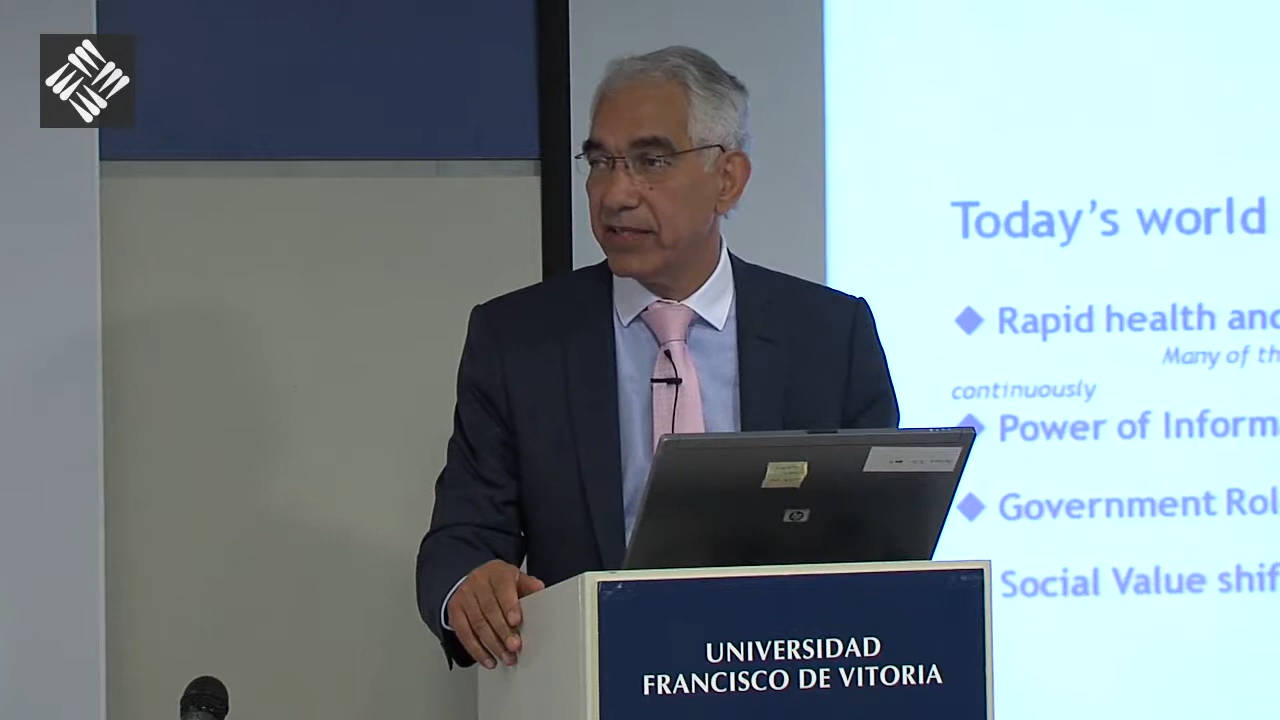 Today's world
Rapid health and
Many of th
continuously
Power of Inform
Government Rol
Social Value shif
hp
UNIVERSIDAD
FRANCISCO DE VITORIA